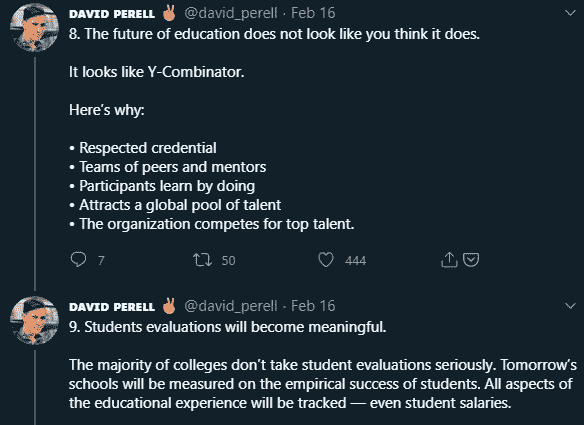 DAVID PERELL ✌🏽 @david_perell · Feb 16
8. The future of education does not look like you think it does.
It looks like Y-Combinator.
Here's why:
• Respected credential
• Teams of peers and mentors
• Participants learn by doing
• Attracts a global pool of talent
• The organization competes for top talent.
7 50 444
DAVID PERELL ✌🏽 @david_perell · Feb 16
9. Students evaluations will become meaningful.
The majority of colleges don't take student evaluations seriously. Tomorrow's
schools will be measured on the empirical success of students. All aspects of
the educational experience will be tracked — even student salaries.